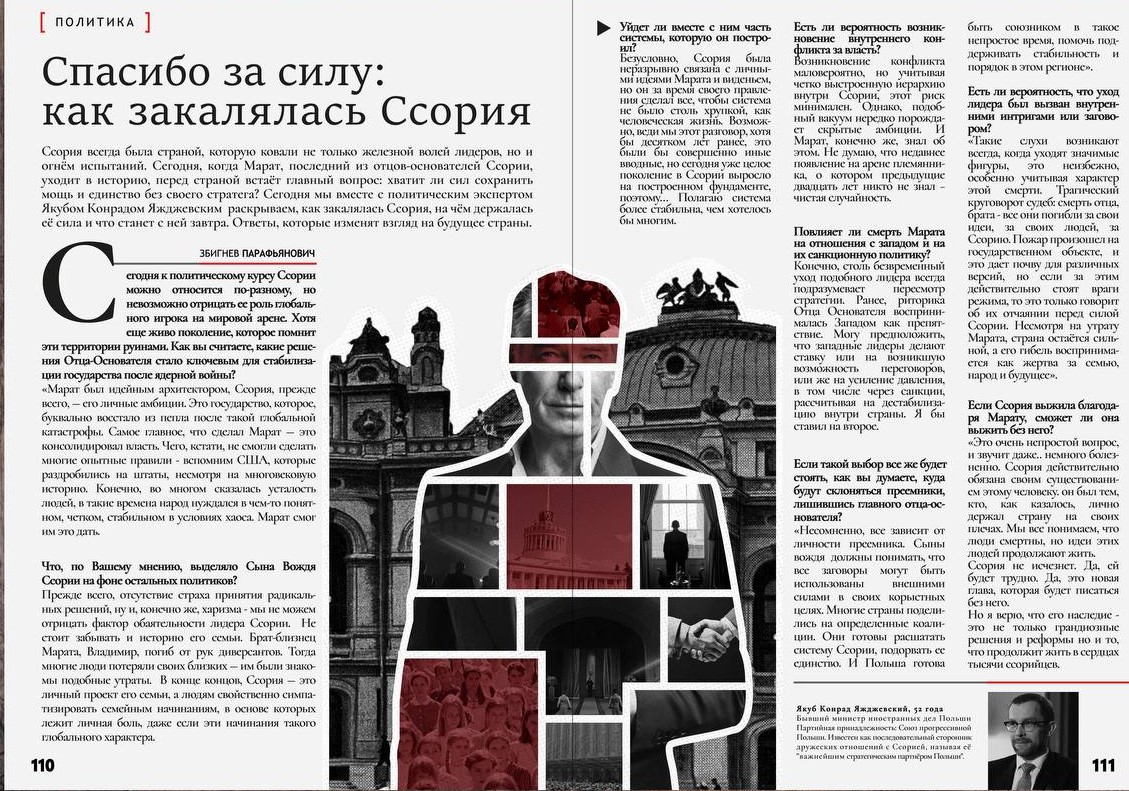 [ ПОЛИТИКА ]
Спасибо за силу:
как закалялась Ссория
Ссория всегда была страной, которую ковали не только железной волей лидеров, но и
огнём испытаний. Сегодня, когда Марат, последний из отцов-основателей Ссории,
уходит в историю, перед страной встаёт главный вопрос: хватит ли сил сохранить
мощь и единство без своего стратега? Сегодня мы вместе с политическим экспертом
Якубом Конрадом Яжджевским раскрываем, как закалялась Ссория, на чём держалась
её сила и что станет с ней завтра. Ответы, которые изменят взгляд на будущее страны.
ЗБИГНЕВ ПАРАФЬЯНОВИЧ
Сегодня к политическому курсу Ссории
можно относится по-разному, но
невозможно отрицать ее роль глобаль-
ного игрока на мировой арене. Хотя
еще живо поколение, которое помнит
эти территории руинами. Как вы считаете, какие реше-
ния Отца-Основателя стало ключевым для стабилиза-
ции государства после ядерной войны?
«Марат был идейным архитектором, Ссория, прежде
всего, – его личные амбиции. Это государство, которое,
буквально восстало из пепла после такой глобальной
катастрофы. Самое главное, что сделал Марат – это
консолидировал власть. Чего, кстати, не смогли сделать
многие опытные правили - вспомним США, которые
раздробились на штаты, несмотря на многовековую
историю. Конечно, во многом сказалась усталость
людей, в такие времена народ нуждался в чем-то понят-
ном, четком, стабильном в условиях хаоса. Марат смог
им это дать.
Что, по Вашему мнению, выделяло Сына Вождя
Ссории на фоне остальных политиков?
Прежде всего, отсутствие страха принятия радикаль-
ных решений, ну и, конечно же, харизма - мы не можем
отрицать фактор обаятельности лидера Ссории. Не
стоит забывать и историю его семьи. Брат-близнец
Марата, Владимир, погиб от рук диверсантов. Тогда
многие люди потеряли своих близких – им были знако-
мы подобные утраты. В конце концов, Ссория – это
личный проект его семьи, а людям свойственно симпа-
тизировать семейным начинаниям, в основе которых
лежит личная боль, даже если эти начинания такого
глобального характера.
110
Уйдет ли вместе с ним часть
системы, которую он постро-
ил?
Безусловно, Ссория была
неразрывно связана с личны-
ми идеями Марата и виденьем,
но он за время своего правле-
ния сделал все, чтобы система
не было столь хрупкой, как
человеческая жизнь. Возмож-
но, веди мы этот разговор, хотя
бы десятком лет ранее, это
были бы совершенно иные
вводные, но сегодня уже целое
поколение в Ссории выросло
на построенном фундаменте,
поэтому... Полагаю система
более стабильна, чем хотелось
бы многим.
Есть ли вероятность возник-
новение внутреннего кон-
фликта за власть?
Возникновение конфликта
маловероятно, но учитывая
четко выстроенную иерархию
внутри Ссории, этот риск
минимален. Однако, подоб-
ный вакуум нередко порожда-
ет скрытые амбиции. И
Марат, конечно же, знал об
этом. Не думаю, что недавнее
появление на арене племянни-
ка, о котором предыдущие
двадцать лет никто не знал –
чистая случайность.
Повлияет ли смерть Марата
на отношения с западом и на
их санкционную политику?
Конечно, столь безвременный
уход подобного лидера всегда
подразумевает пересмотр
стратегии. Ранее, риторика
Отца Основателя восприни-
малась Западом как препят-
ствие. Могу предположить,
что западные лидеры делают
ставку или на возникшую
возможность переговоров,
или же на усиление давления,
в том числе через санкции,
рассчитывая на дестабилиза-
цию внутри страны. Я бы
ставил на второе.
Если такой выбор все же будет
стоять, как вы думаете, куда
будут склоняться преемники,
лишившись главного отца-ос-
нователя?
«Несомненно, все зависит от
личности преемника. Сыны
вождя должны понимать, что
все заговоры могут быть
использованы внешними
силами в своих корыстных
целях. Многие страны подели-
лись на определенные коали-
ции. Они готовы расшатать
систему Ссории, подорвать ее
единство. И Польша готова
быть союзником в такое
непростое время, помочь под-
держивать стабильность и
порядок в этом регионе».
Есть ли вероятность, что уход
лидера был вызван внутрен-
ними интригами или загово-
ром?
«Такие слухи возникают
всегда, когда уходят значимые
фигуры, это неизбежно,
особенно учитывая характер
этой смерти. Трагический
круговорот судеб: смерть отца,
брата - все они погибли за свои
идеи, за своих людей, за
Ссорию. Пожар произошел на
государственном объекте, и
это дает почву для различных
версий, но если за этим
действительно стоят враги
режима, то это только говорит
об их отчаянии перед силой
Ссории. Несмотря на утрату
Марата, страна остаётся силь-
ной, а его гибель воспринима-
ется как жертва за семью,
народ и будущее».
Если Ссория выжила благода-
ря Марату, сможет ли она
выжить без него?
«Это очень непростой вопрос,
и звучит даже.. немного болез-
ненно. Ссория действительно
обязана своим существовани-
ем этому человеку. он был тем,
кто, как казалось, лично
держал страну на своих
плечах. Мы все понимаем, что
люди смертны, но идеи этих
людей продолжают жить.
Ссория не исчезнет. Да, ей
будет трудно. Да, это новая
глава, которая будет писаться
без него.
Но я верю, что его наследие -
это не только грандиозные
решения и реформы но и то,
что продолжит жить в сердцах
тысячи ссорийцев.
Якуб Конрад Яжджевский, 52 года
Бывший министр иностранных дел Польши
Партийная принадлежность: Союз прогрессивной
Польши. Известен как последовательный сторонник
дружеских отношений с Ссорией, называя её
"важнейшим стратегическим партнёром Польши".
111